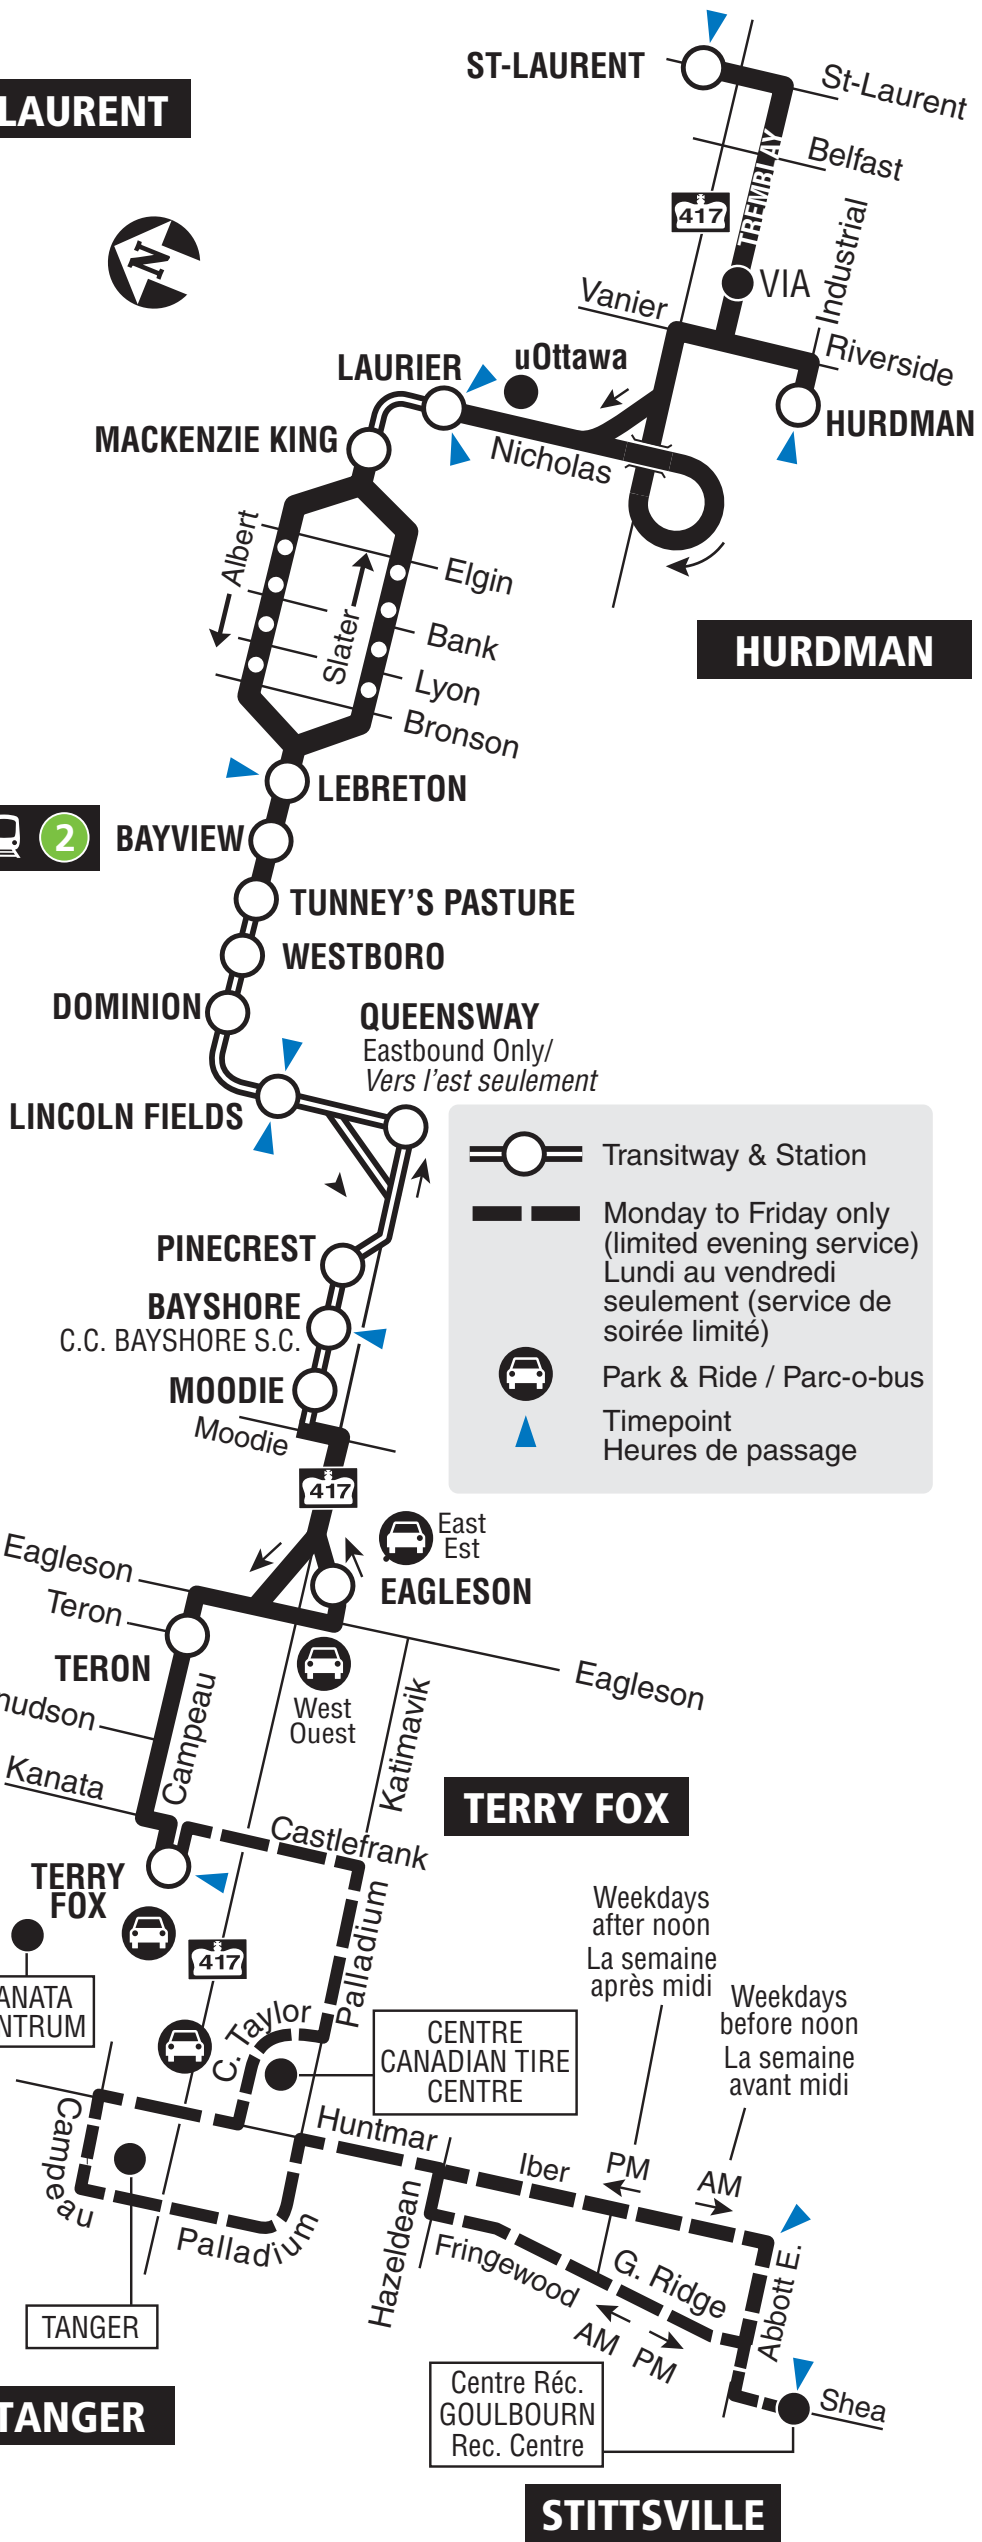 ST-LAURENT
St-Laurent
LAURENT
Belfast
TREMBLAY
417
N
Industrial
VIA
Vanier
Riverside
uOttawa
LAURIER
HURDMAN
MACKENZIE KING
Nicholas
Albert
Elgin
Slater
Bank
HURDMAN
Lyon
Bronson
LEBRETON
2
BAYVIEW
TUNNEY'S PASTURE
WESTBORO
DOMINION
QUEENSWAY
Eastbound Only/
Vers l'est seulement
LINCOLN FIELDS
Transitway & Station
Monday to Friday only
(limited evening service)
Lundi au vendredi
seulement (service de
soirée limité)
Park & Ride / Parc-o-bus
Timepoint
Heures de passage
PINECREST
BAYSHORE
C.C. BAYSHORE S.C.
MOODIE
Moodie
417
East
Est
Eagleson
EAGLESON
Teron
TERON
Eagleson
West
Ouest
nudson
Campeau
Katimavik
Kanata
TERRY FOX
Castlefrank
TERRY
FOX
Palladium
417
Weekdays
after noon
La semaine
après midi
Weekdays
before noon
La semaine
avant midi
ANATA
NTRUM
C. Taylor
CENTRE
CANADIAN TIRE
CENTRE
Campeau
Huntmar
Iber
PM
AM
Palladium
Hazeldean
Fringewood
G. Ridge
Abbott E.
AM
PM
TANGER
Centre Réc.
GOULBOURN
Rec. Centre
Shea
TANGER
STITTSVILLE